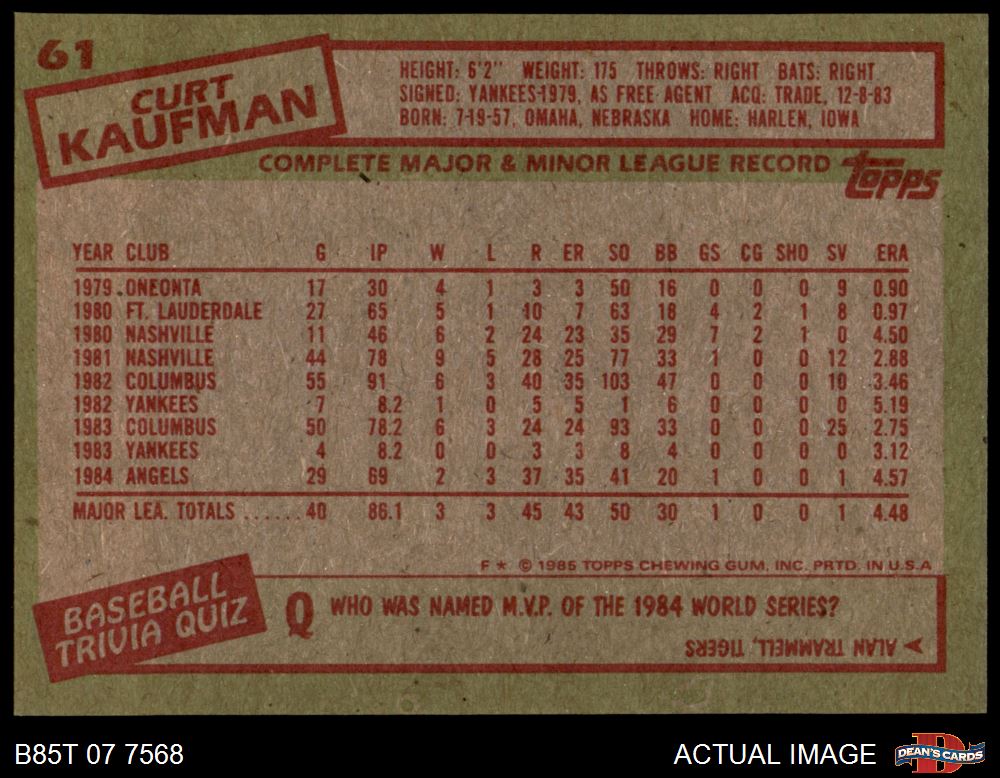 61
CURT
KAUFMAN
HEIGHT: 6'2" WEIGHT: 175 THROWS: RIGHT BATS: RIGHT
SIGNED: YANKEES-1979, AS FREE AGENT ACQ: TRADE, 12-8-83
BORN: 7-19-57, OMAHA, NEBRASKA HOME: HARLEN, IOWA
COMPLETE MAJOR & MINOR LEAGUE RECORD topps
YEAR CLUB G IP W L R ER SO BB GS CG SHO SV ERA
1979 ONEONTA 17 30 4 1 3 3 50 16 0 0 0 9 0.90
1980 FT. LAUDERDALE 27 65 5 1 10 7 63 18 4 2 1 8 0.97
1980 NASHVILLE 11 46 6 2 24 23 35 29 7 2 1 0 4.50
1981 NASHVILLE 44 78 9 5 28 25 77 33 1 0 0 12 2.88
1982 COLUMBUS 55 91 6 3 40 35 103 47 0 0 0 10 3.46
1982 YANKEES 7 8.2 1 0 5 5 1 6 0 0 0 0 5.19
1983 COLUMBUS 50 78.2 6 3 24 24 93 33 0 0 0 25 2.75
1983 YANKEES 4 8.2 0 0 3 3 8 4 0 0 0 0 3.12
1984 ANGELS 29 69 2 3 37 35 41 20 1 0 0 1 4.57
MAJOR LEA. TOTALS ...... 40 86.1 3 3 45 43 50 30 1 0 0 1 4.48
F* © 1985 TOPPS CHEWING GUM, INC. PRTD. IN U.S.A
BASEBALL
TRIVIA QUIZ
Q WHO WAS NAMED M.V.P. OF THE 1984 WORLD SERIES?
ALAN TRAMMELL, TIGERS
B85T 07 7568 ACTUAL IMAGE D DEAN'S CARDS